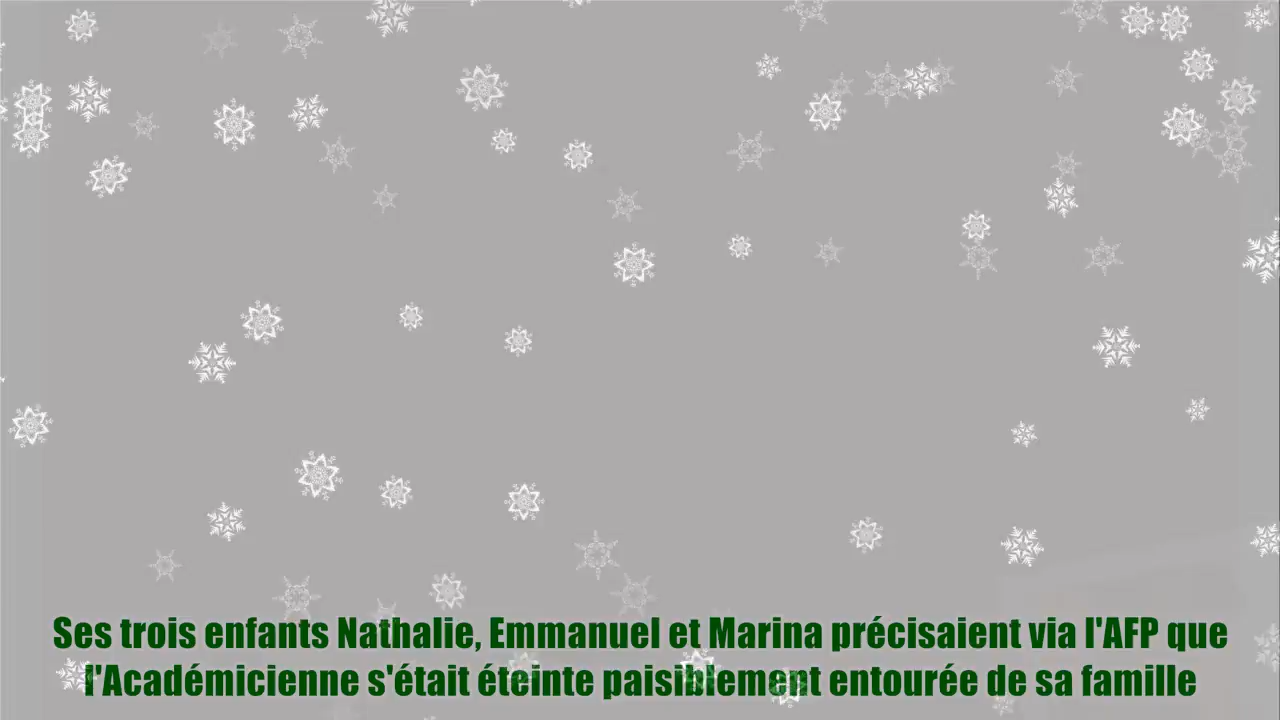 Ses trois enfants Nathalie, Emmanuel et Marina précisaient via l'AFP que
l'Académicienne s'était éteinte paisiblement entourée de sa famille